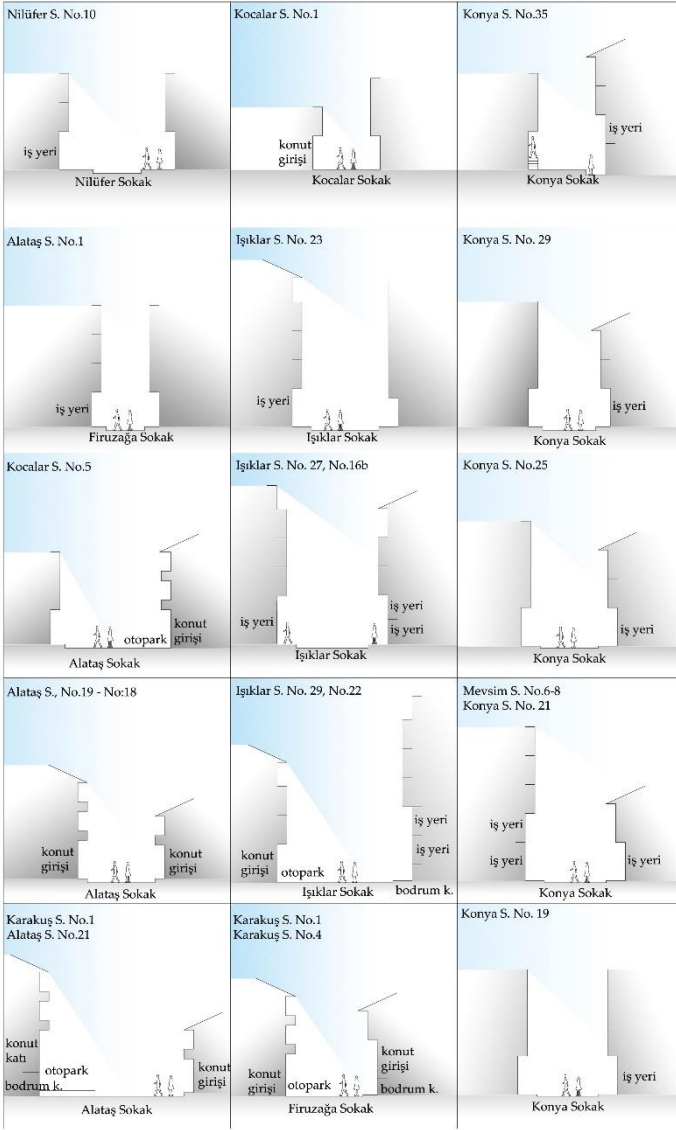 Nilüfer S. No.10
iş yeri
Nilüfer Sokak
Kocalar S. No.1
konut
girişi
Kocalar Sokak
Konya S. No.35
iş yeri
Konya Sokak
Alataş S. No.1
iş yeri
Firuzağa Sokak
Işıklar S. No. 23
iş yeri
Işıklar Sokak
Konya S. No. 29
iş yeri
Konya Sokak
Kocalar S. No.5
otopark
konut
girişi
Alataş Sokak
Işıklar S. No. 27, No.16b
iş yeri
iş yeri
iş yeri
Işıklar Sokak
Konya S. No.25
iş yeri
Konya Sokak
Alataş S., No.19 - No:18
konut
girişi
konut
girişi
Alataş Sokak
Işıklar S. No. 29, No.22
konut
girişi
otopark
iş yeri
iş yeri
Işıklar Sokak
bodrum k.
Mevsim S. No.6-8
Konya S. No. 21
iş yeri
iş yeri
iş yeri
Konya Sokak
Karakuş S. No.1
Alataş S. No.21
konut
katı
otopark
bodrum k.
konut
girişi
Alataş Sokak
Karakuş S. No.1
Karakuş S. No.4
konut
girişi
otopark
konut
girişi
bodrum k.
Firuzağa Sokak
Konya S. No. 19
iş yeri
Konya Sokak